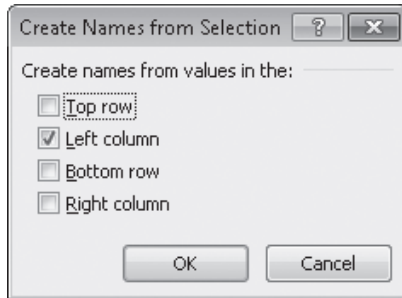 Create Names from Selection
Create names from values in the:
Top row
Left column
Bottom row
Right column
OK Cancel